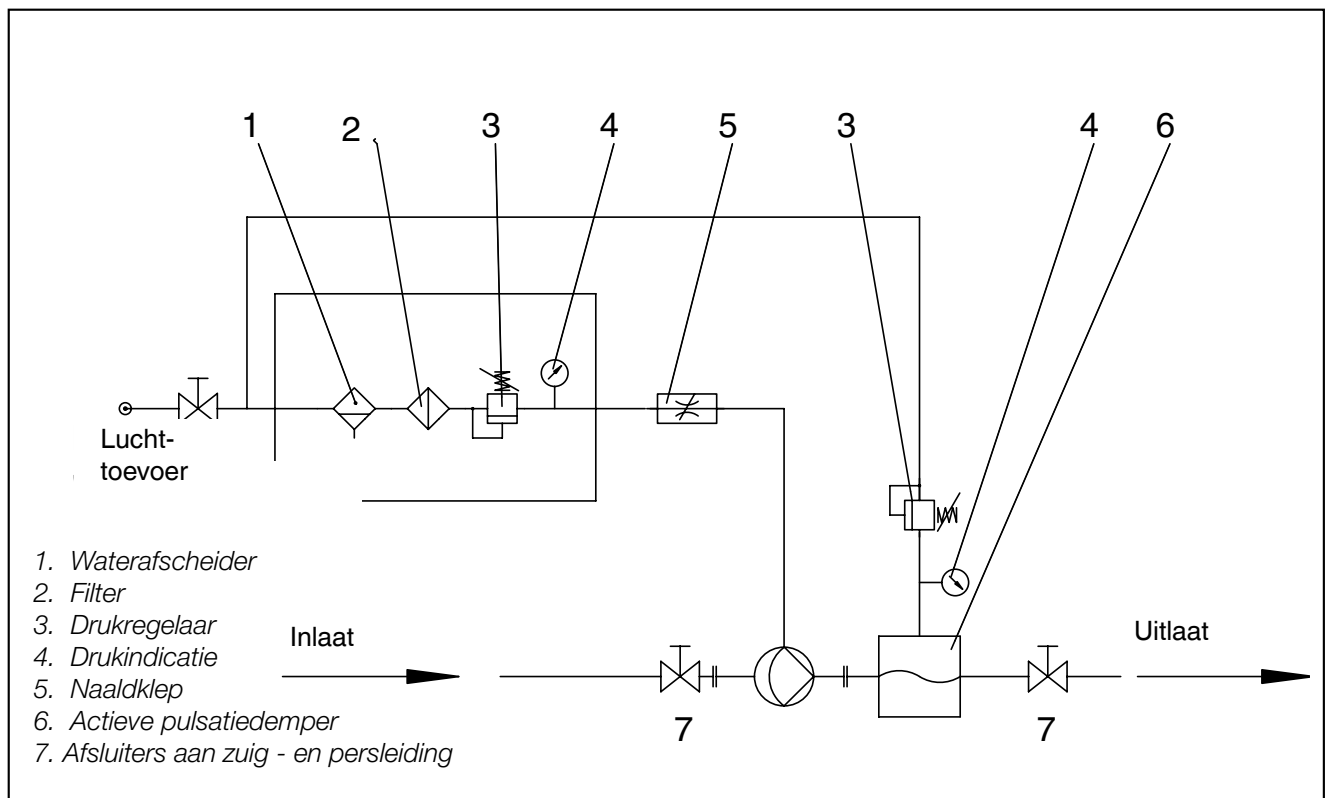 1 2 3 4 5 3 4 6
Lucht-
toevoer
1. Waterafscheider
2. Filter
3. Drukregelaar
4. Drukindicatie
5. Naaldklep
6. Actieve pulsatiedemper
7. Afsluiters aan zuig - en persleiding
Inlaat
Uitlaat
7 7